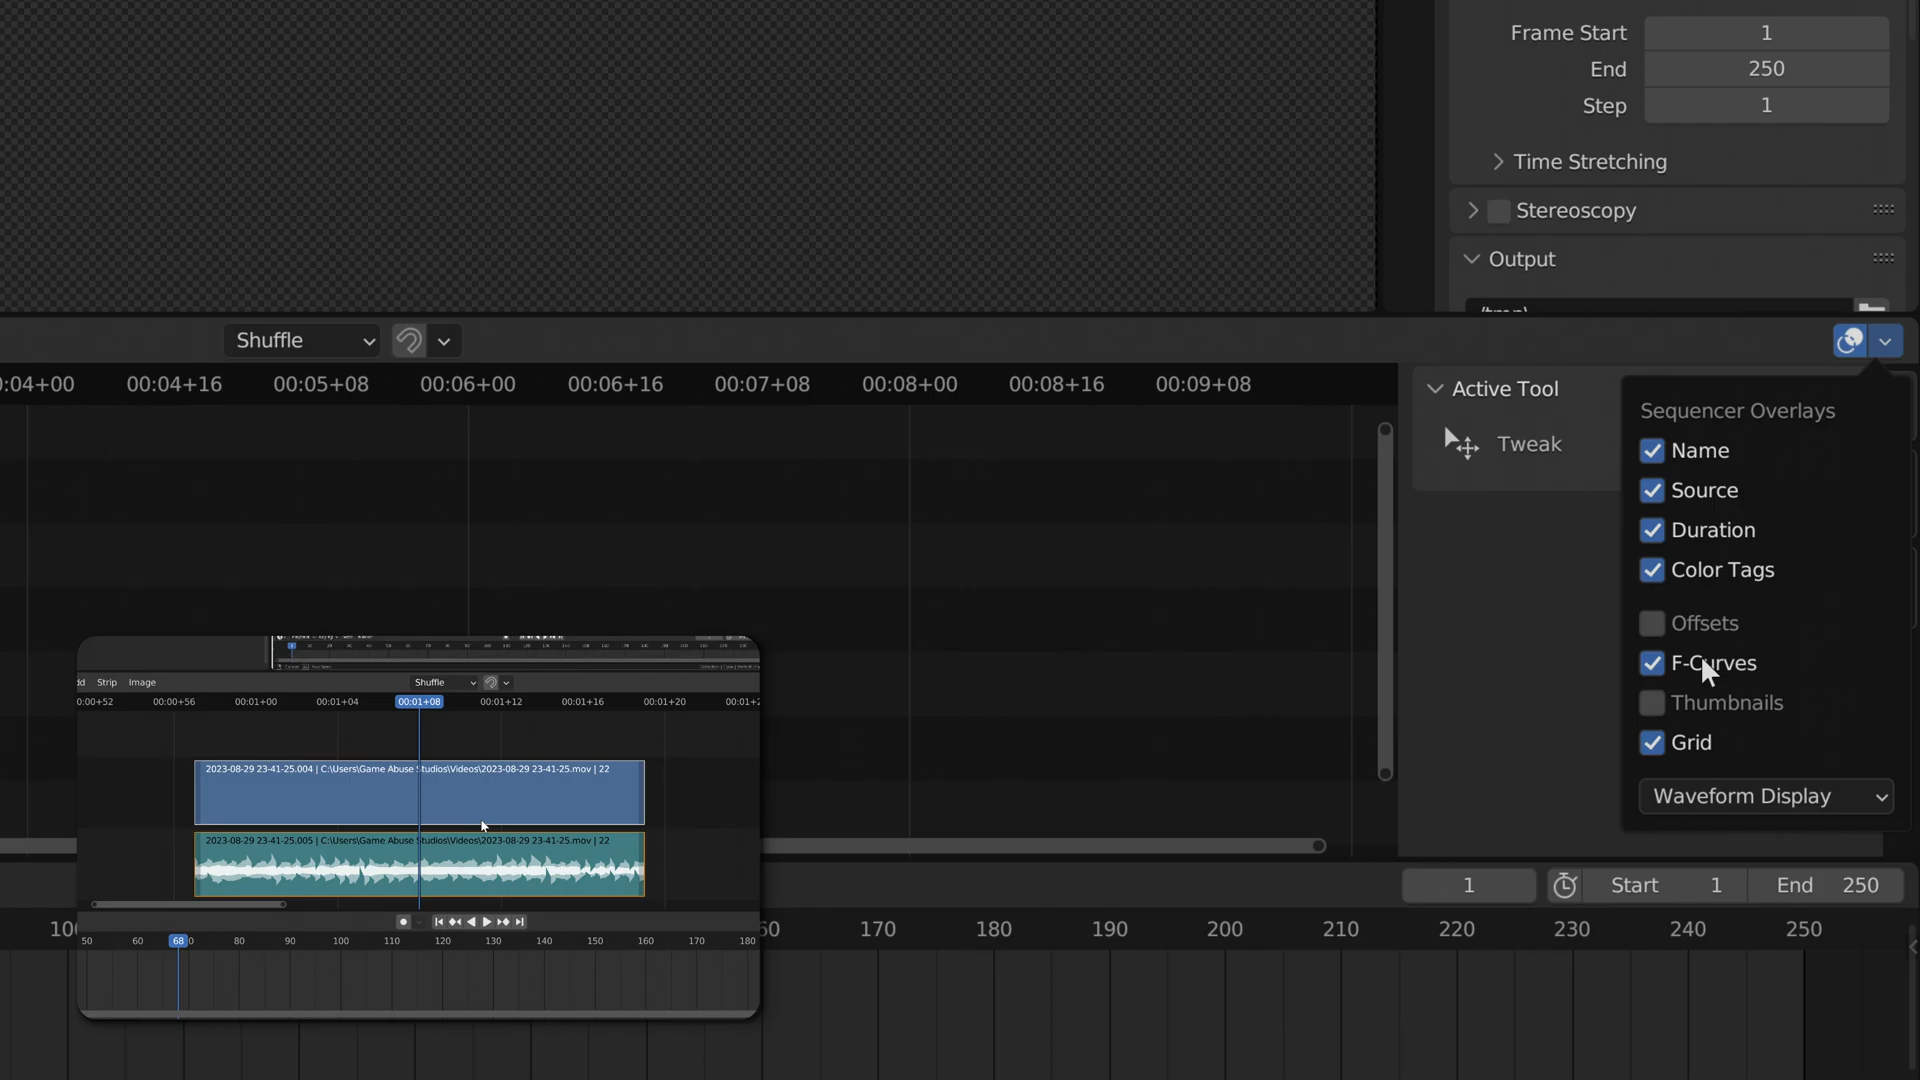 Frame Start 1
End 250
Step 1
Time Stretching
Stereoscopy
Output
Shuffle
:04+00 00:04+16 00:05+08 00:06+00 00:06+16 00:07+08 00:08+00 00:08+16 00:09+08
Active Tool
Tweak
Sequencer Overlays
Name
Source
Duration
Color Tags
Offsets
F-Curves
Thumbnails
Grid
Waveform Display
dd Strip Image Shuffle
:00+52 00:00+56 00:01+00 00:01+04 00:01+08 00:01+12 00:01+16 00:01+20 00:01+2
2023-08-29 23-41-25.004 | C:\Users\Game Abuse Studios\Videos\2023-08-29 23-41-25.mov | 22
2023-08-29 23-41-25.005 | C:\Users\Game Abuse Studios\Videos\2023-08-29 23-41-25.mov | 22
50 60 68 0 80 90 100 110 120 130 140 150 160 170 180
1 Start 1 End 250
10 60 170 180 190 200 210 220 230 240 250